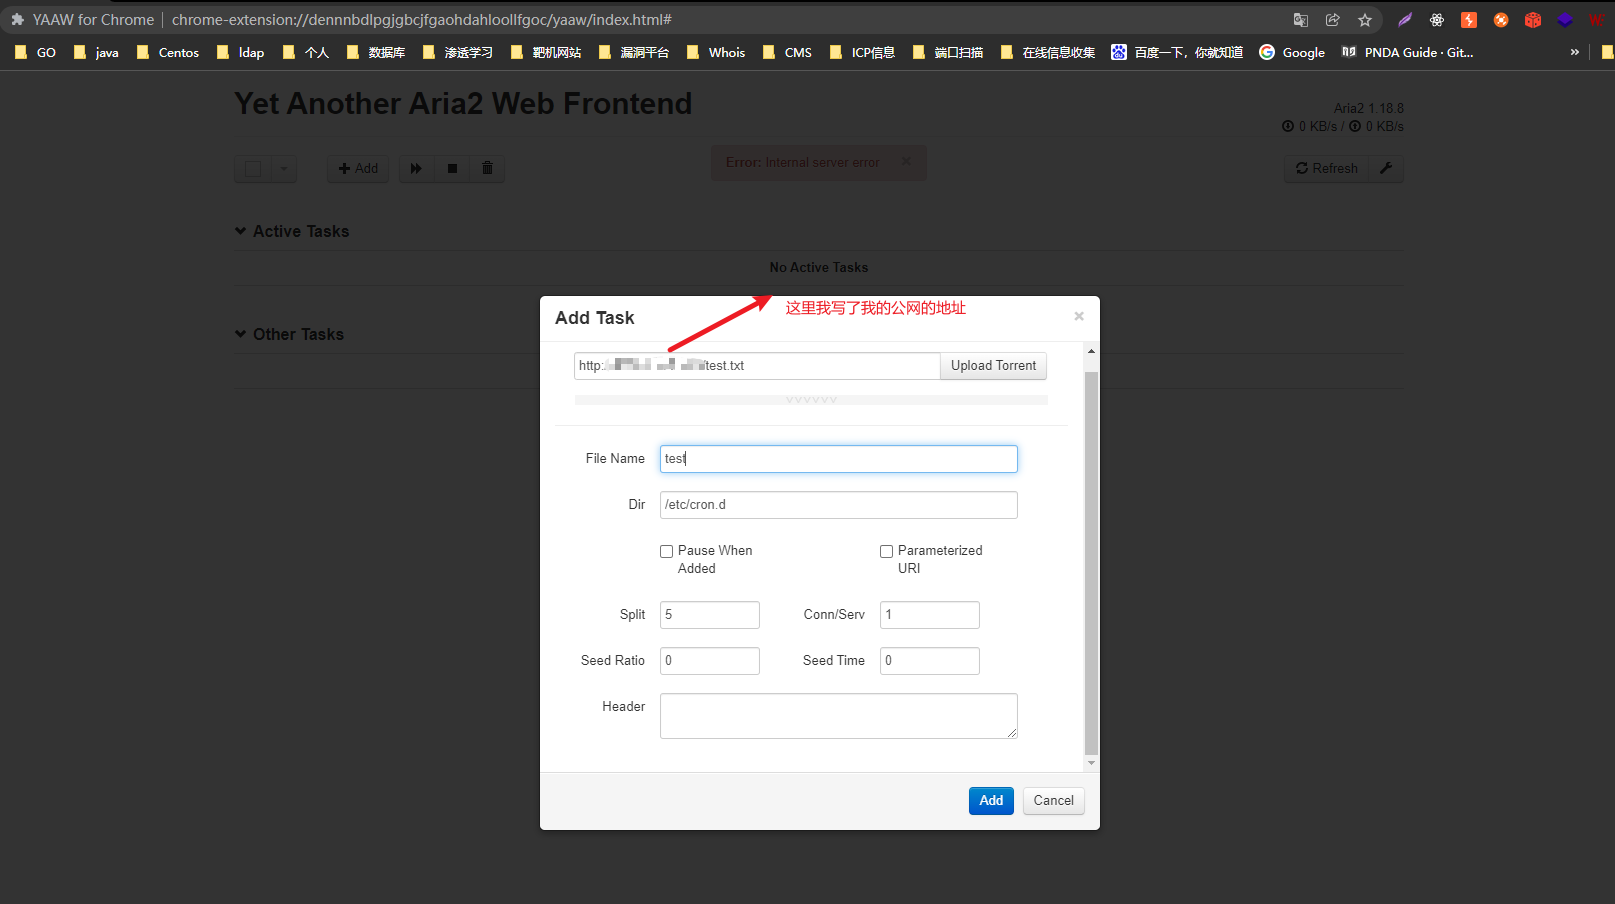 YAAW for Chrome | chrome-extension://dennnbdlpgjgbcjfgaohdahloollfgoc/yaaw/index.html#
GO java Centos ldap 个人 数据库 渗透学习 靶机网站 漏洞平台 Whois CMS ICP信息 端口扫描 在线信息收集 百度一下，你就知道 Google PNDA Guide · Git... »
Yet Another Aria2 Web Frontend
Aria2 1.18.8
0 KB/s / 0 KB/s
Add
Error: Internal server error ×
Refresh
Active Tasks
No Active Tasks
Other Tasks
这里我写了我的公网的地址
Add Task ×
http:/ /test.txt
Upload Torrent
File Name test
Dir /etc/cron.d
Pause When Added
Parameterized URI
Split 5 Conn/Serv 1
Seed Ratio 0 Seed Time 0
Header
Add Cancel